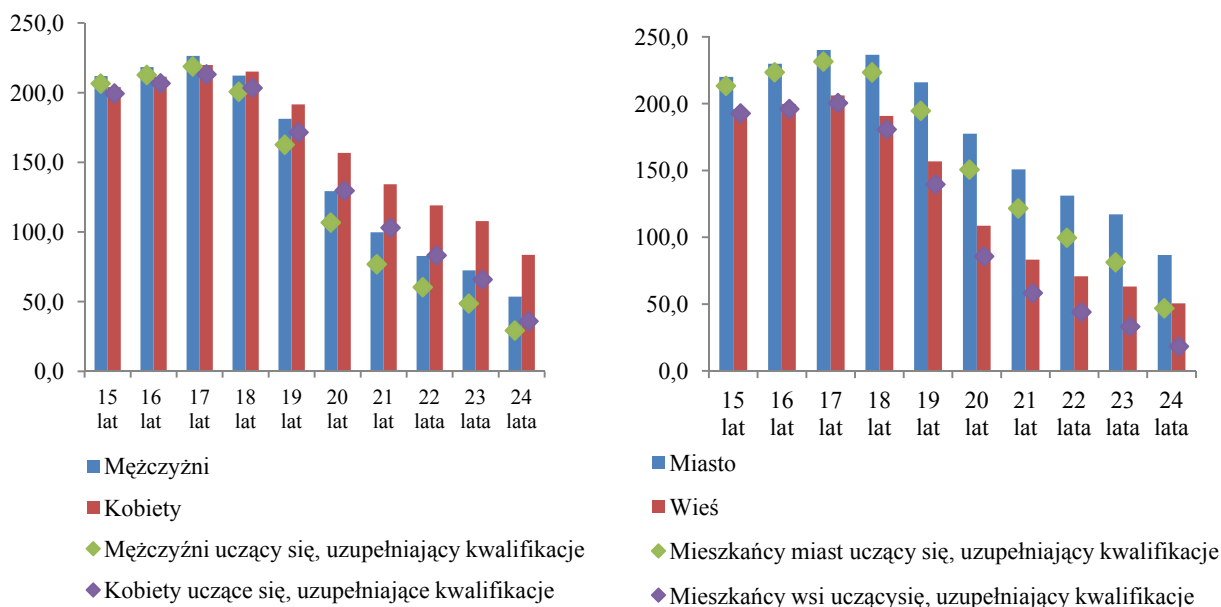 250,0
200,0
150,0
100,0
50,0
0,0
15 lat
16 lat
17 lat
18 lat
19 lat
20 lat
21 lat
22 lata
23 lata
24 lata
Mężczyżni
Kobiety
Mężczyźni uczący się, uzupełniający kwalifikacje
Kobiety uczące się, uzupełniające kwalifikacje
250,0
200,0
150,0
100,0
50,0
0,0
15 lat
16 lat
17 lat
18 lat
19 lat
20 lat
21 lat
22 lata
23 lata
24 lata
Miasto
Wieś
Mieszkańcy miast uczący się, uzupełniający kwalifikacje
Mieszkańcy wsi uczącysię, uzupełniający kwalifikacje